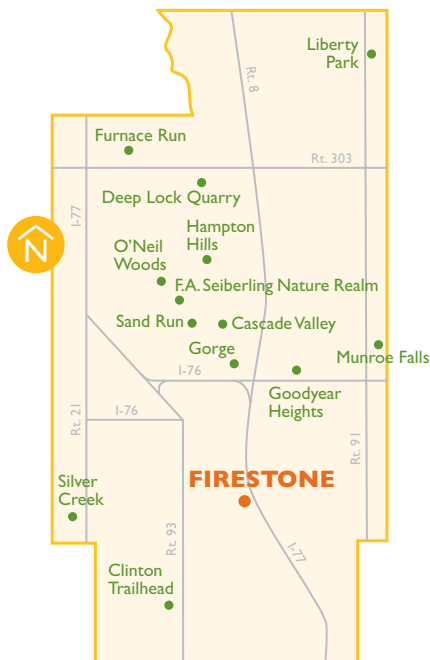 Liberty
Park
Rt. 8
Furnace Run
Rt. 303
Deep Lock Quarry
I-77
N
Hampton
Hills
O'Neil
Woods
F.A. Seiberling Nature Realm
Sand Run
Cascade Valley
Gorge
Munroe Falls
I-76
Goodyear
Heights
I-76
Rt. 21
Rt. 91
FIRESTONE
Silver
Creek
Rt. 93
I-77
Clinton
Trailhead